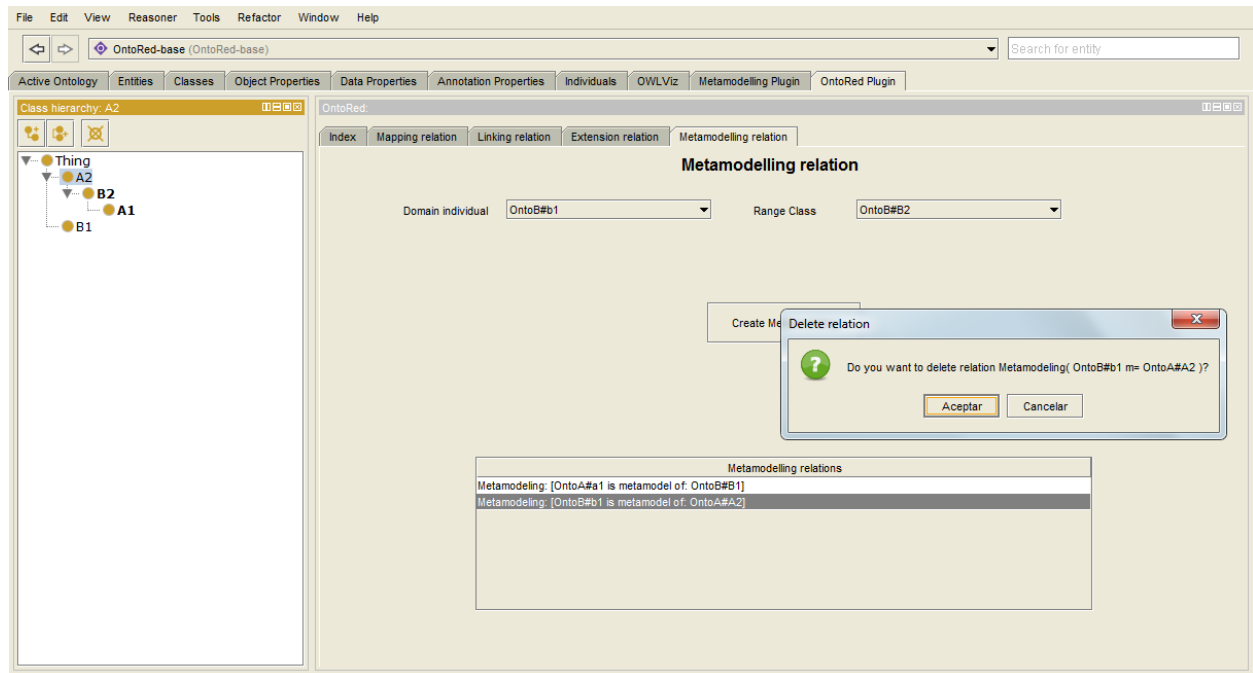 File Edit View Reasoner Tools Refactor Window Help
OntoRed-base (OntoRed-base)
Search for entity
Active Ontology Entities Classes Object Properties Data Properties Annotation Properties Individuals OWLViz Metamodelling Plugin OntoRed Plugin
Class hierarchy: A2
Thing
A2
B2
A1
B1
OntoRed:
Index Mapping relation Linking relation Extension relation Metamodelling relation
Metamodelling relation
Domain individual OntoB#b1 Range Class OntoB#B2
Create Me
Delete relation
Do you want to delete relation Metamodeling( OntoB#b1 m= OntoA#A2 )?
Aceptar Cancelar
Metamodelling relations
Metamodeling: [OntoA#a1 is metamodel of: OntoB#B1]
Metamodeling: [OntoB#b1 is metamodel of: OntoA#A2]